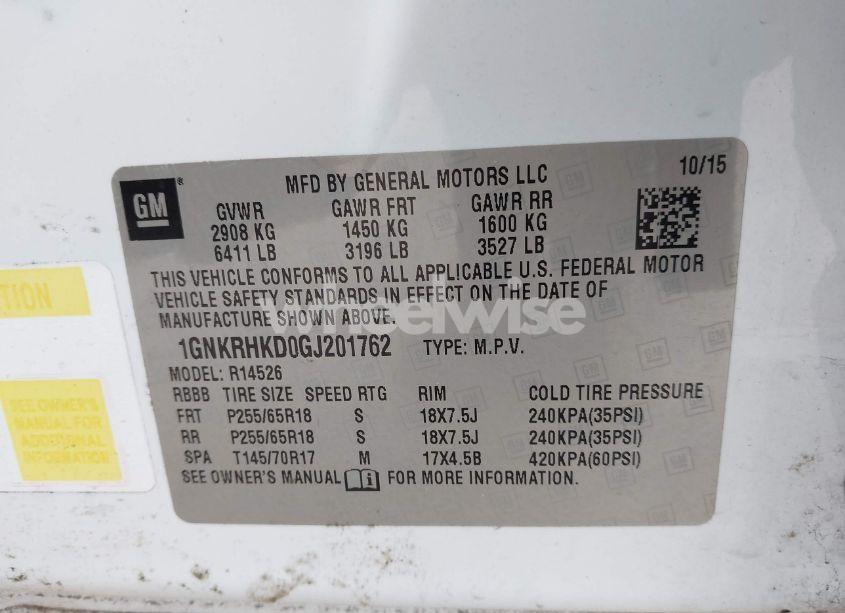 GM
MFD BY GENERAL MOTORS LLC
10/15
GVWR GAWR FRT GAWR RR
2908 KG 1450 KG 1600 KG
6411 LB 3196 LB 3527 LB
THIS VEHICLE CONFORMS TO ALL APPLICABLE U.S. FEDERAL MOTOR
VEHICLE SAFETY STANDARDS IN EFFECT ON THE DATE OF
MANUFACTURE SHOWN ABOVE.
wheelwise
1GNKRHKD0GJ201762 TYPE: M.P.V.
MODEL: R14526
RBBB TIRE SIZE SPEED RTG RIM COLD TIRE PRESSURE
FRT P255/65R18 S 18X7.5J 240KPA(35PSI)
RR P255/65R18 S 18X7.5J 240KPA(35PSI)
SPA T145/70R17 M 17X4.5B 420KPA(60PSI)
SEE OWNER'S MANUAL FOR MORE INFORMATION.
SEE OWNER'S
MANUAL FOR
ADDITIONAL
INFORMATION